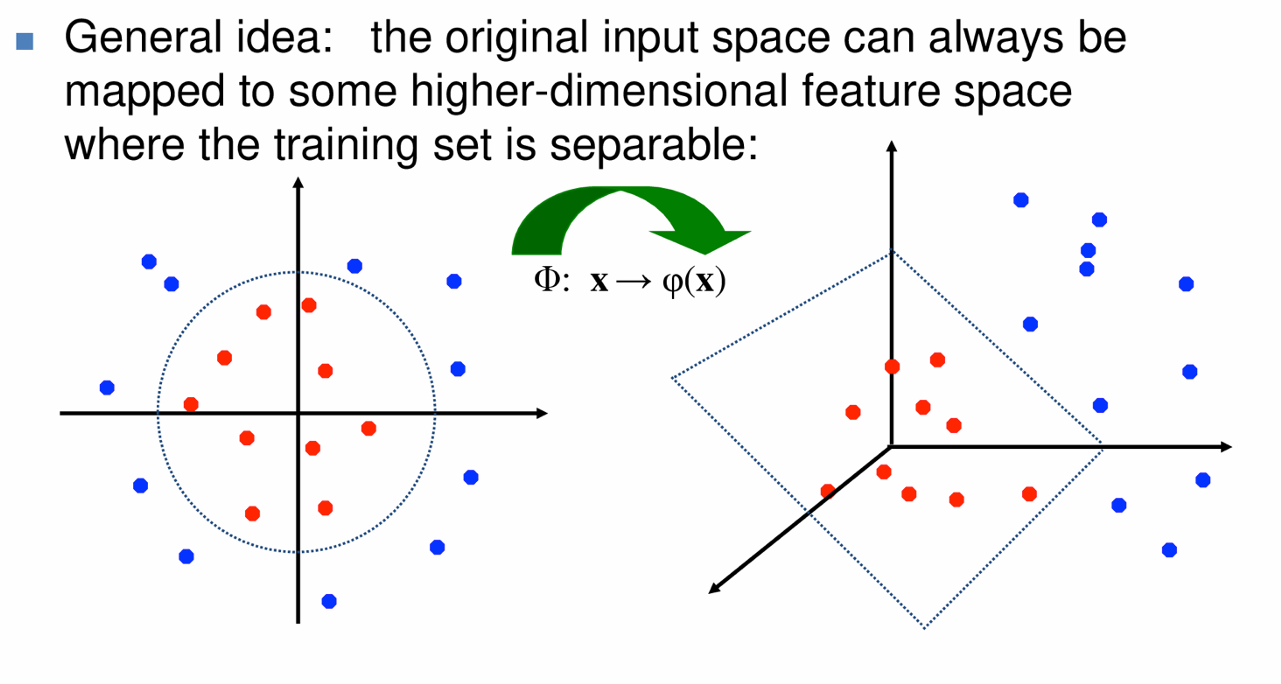 General idea: the original input space can always be
mapped to some higher-dimensional feature space
where the training set is separable:
Φ: x → φ(x)